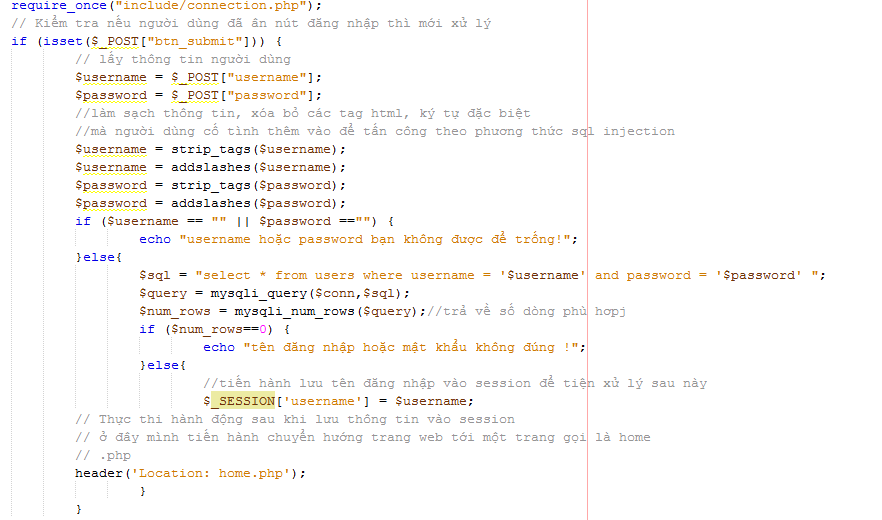 require_once("include/connection.php");
// Kiểm tra nếu người dùng đã ân nút đăng nhập thì mới xử lý
if (isset($_POST["btn_submit"])) {
// lấy thông tin người dùng
$username = $_POST["username"];
$password = $_POST["password"];
//làm sạch thông tin, xóa bỏ các tag html, ký tự đặc biệt
//mà người dùng cố tình thêm vào để tấn công theo phương thức sql injection
$username = strip_tags($username);
$username = addslashes($username);
$password = strip_tags($password);
$password = addslashes($password);
if ($username == "" || $password =="") {
echo "username hoặc password bạn không được để trống!";
}else{
$sql = "select * from users where username = '$username' and password = '$password' ";
$query = mysqli_query($conn,$sql);
$num_rows = mysqli_num_rows($query);//trả về số dòng phù hơpj
if ($num_rows==0) {
echo "tên đăng nhập hoặc mật khẩu không đúng !";
}else{
//tiến hành lưu tên đăng nhập vào session để tiện xử lý sau này
$_SESSION['username'] = $username;
// Thực thi hành động sau khi lưu thông tin vào session
// ở đây mình tiến hành chuyển hướng trang web tới một trang gọi là home
// .php
header('Location: home.php');
}
}